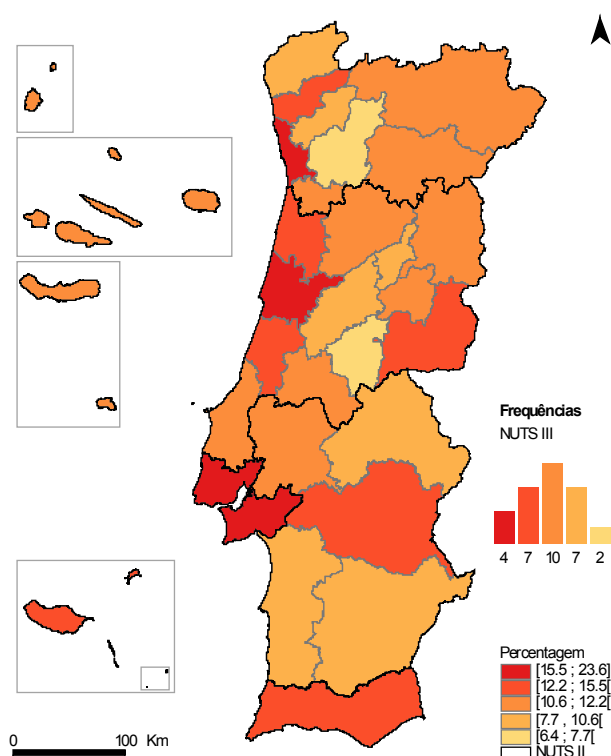 Frequências
NUTS III
4 7 10 7 2
Percentagem
[15.5 ; 23.6]
[12.2 ; 15.5[
[10.6 ; 12.2[
[7.7 , 10.6[
[6.4 ; 7.7[
NUTS II
0 100 Km